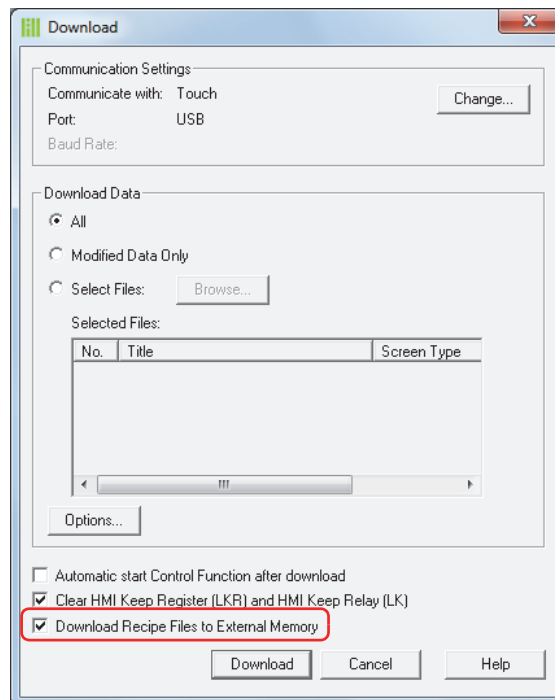 Download
Communication Settings
Communicate with: Touch
Change...
Port: USB
Baud Rate:
Download Data
All
Modified Data Only
Select Files: Browse...
Selected Files:
No. Title Screen Type
Options...
Automatic start Control Function after download
Clear HMI Keep Register (LKR) and HMI Keep Relay (LK)
Download Recipe Files to External Memory
Download Cancel Help